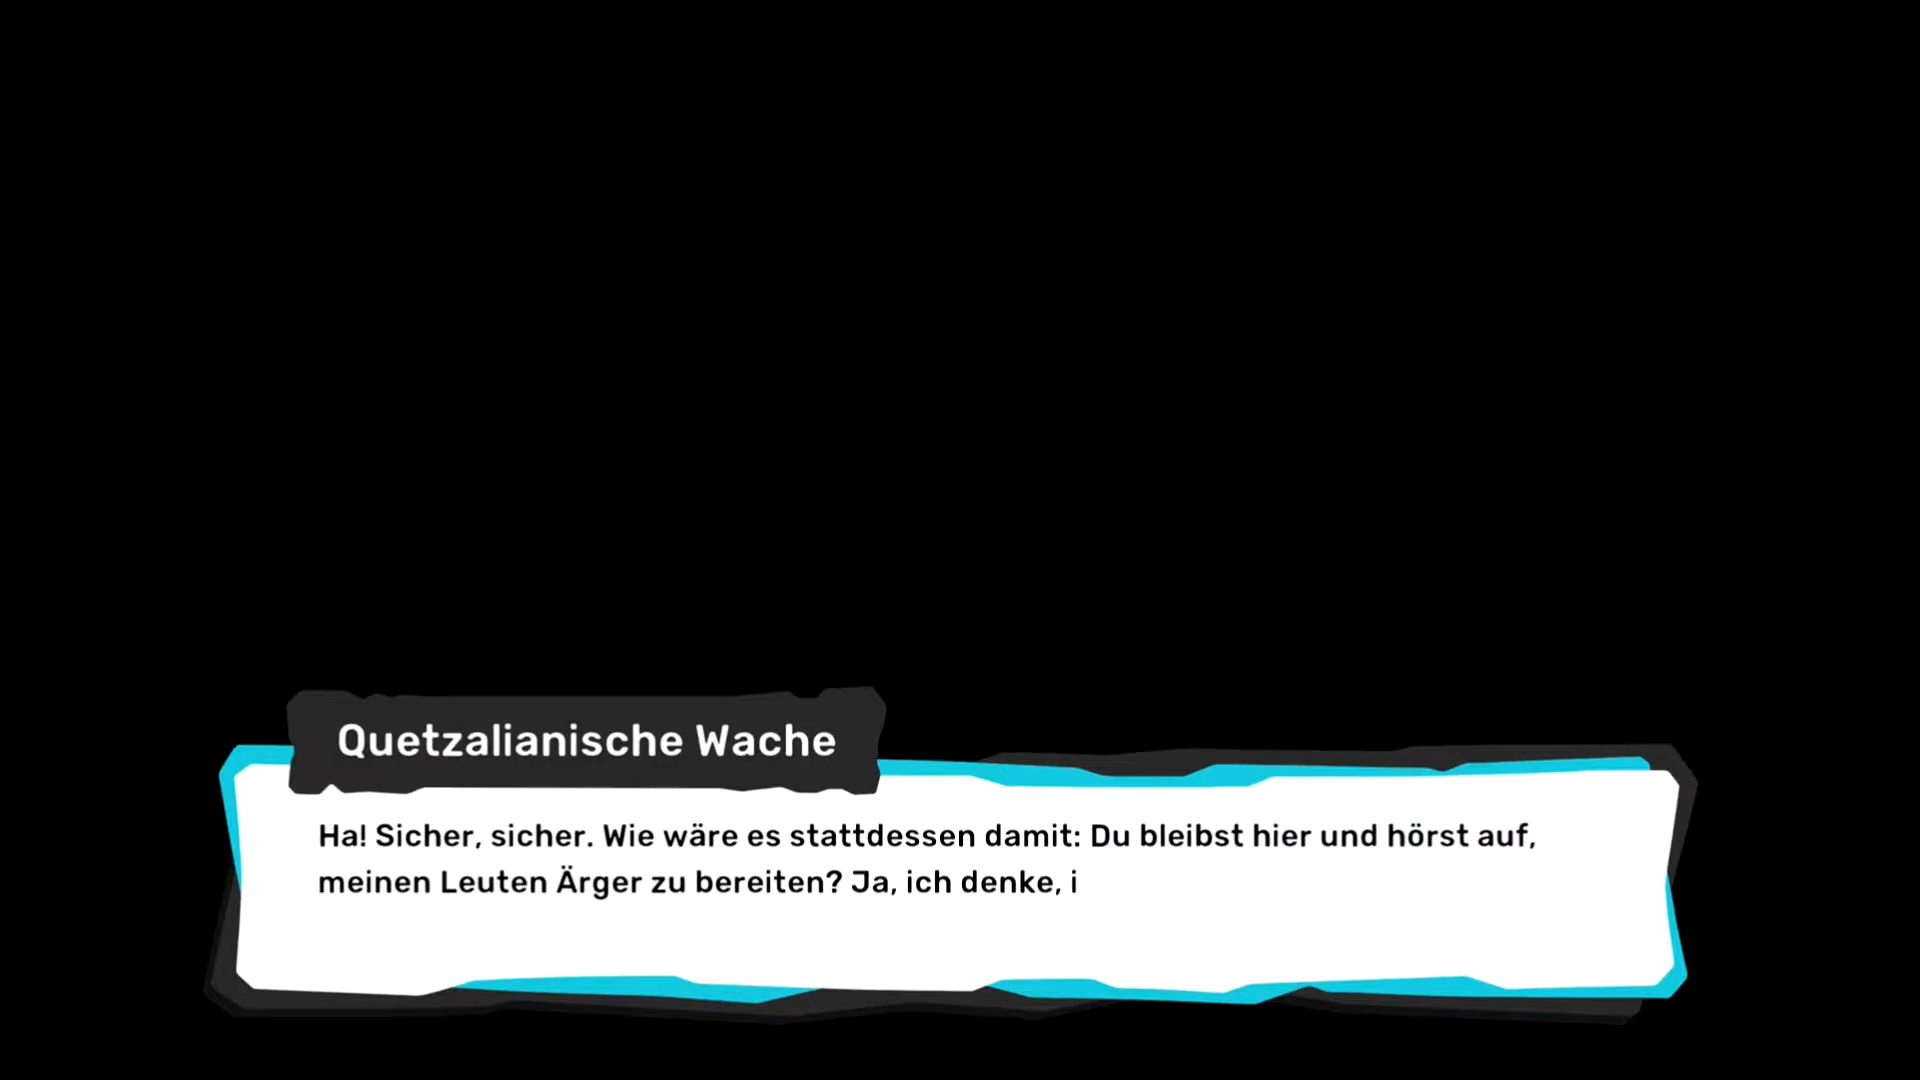 Quetzalianische Wache
Ha! Sicher, sicher. Wie wäre es stattdessen damit: Du bleibst hier und hörst auf,
meinen Leuten Ärger zu bereiten? Ja, ich denke, i